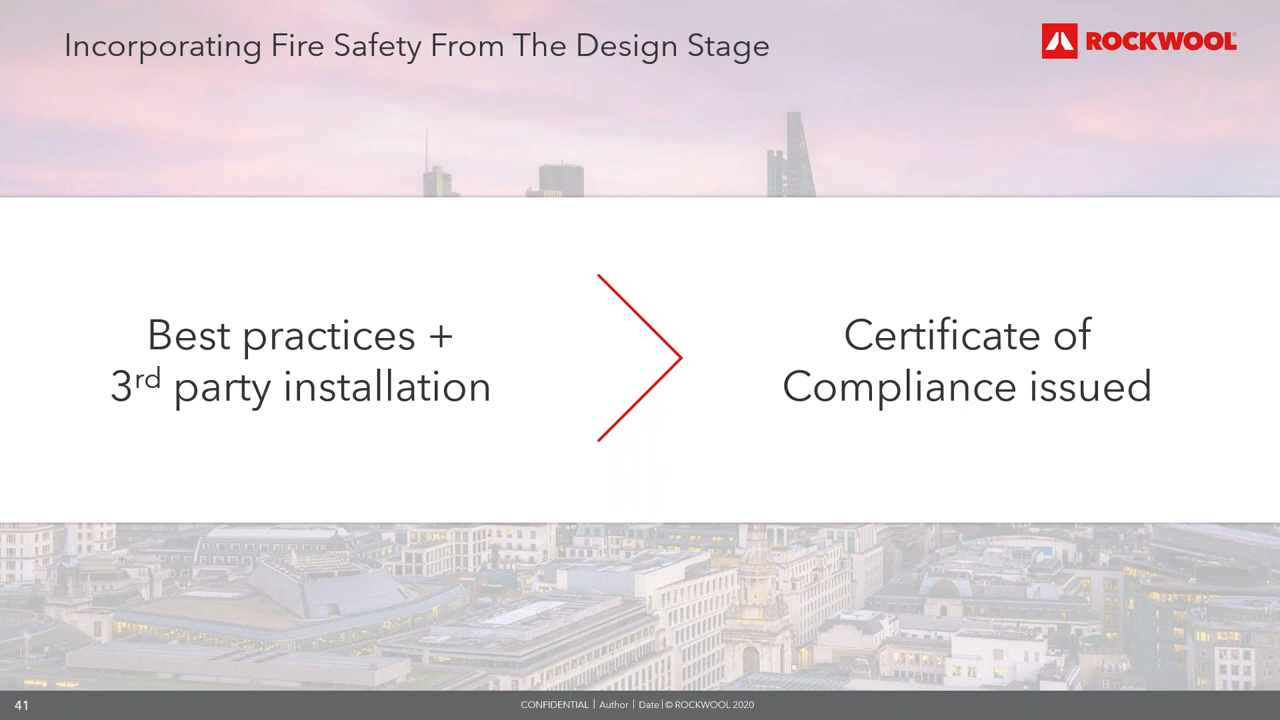 Incorporating Fire Safety From The Design Stage
ROCKWOOL®
Best practices +
3rd party installation
Certificate of
Compliance issued
41
CONFIDENTIAL | Author | Date | © ROCKWOOL 2020